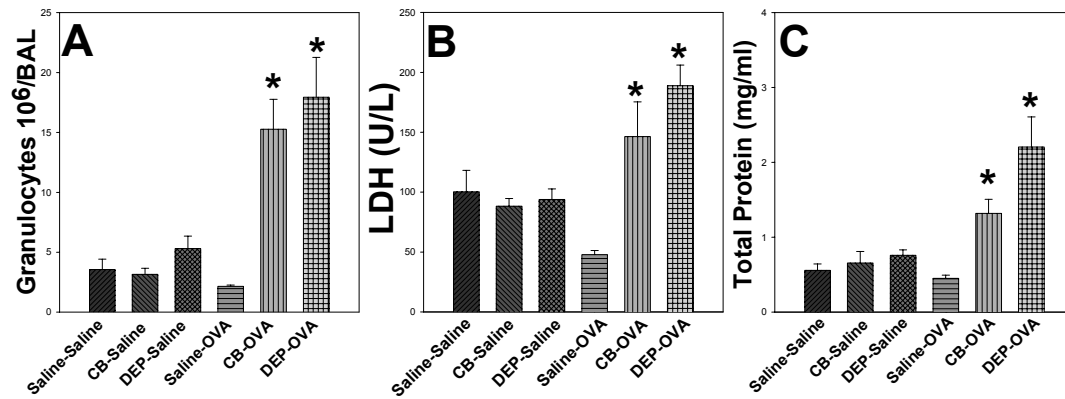 A
Granulocytes 10⁶/BAL
25
20
15
10
5
0
*
*
Saline-Saline
CB-Saline
DEP-Saline
Saline-OVA
CB-OVA
DEP-OVA
B
LDH (U/L)
250
200
150
100
50
0
*
*
Saline-Saline
CB-Saline
DEP-Saline
Saline-OVA
CB-OVA
DEP-OVA
C
Total Protein (mg/ml)
4
3
2
1
0
*
*
Saline-Saline
CB-Saline
DEP-Saline
Saline-OVA
CB-OVA
DEP-OVA